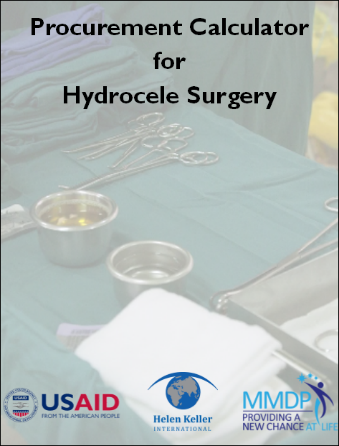 Procurement Calculator
for
Hydrocele Surgery
USAID
USAID
FROM THE AMERICAN PEOPLE
Helen Keller
INTERNATIONAL
MMDP
PROVIDING A
NEW CHANCE AT LIFE